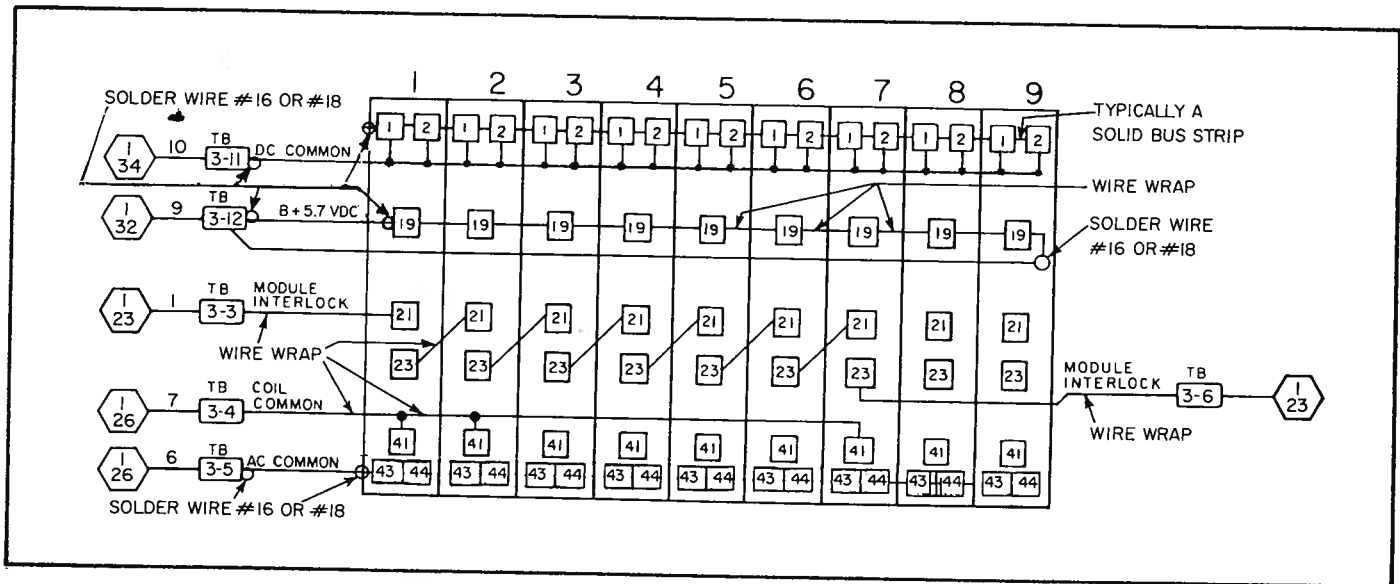 1 2 3 4 5 6 7 8 9
SOLDER WIRE #16 OR #18
TYPICALLY A
SOLID BUS STRIP
1 2 1 2 1 2 1 2 1 2 1 2 1 2 1 2 1 2
1
34
10
TB
3-11
DC COMMON
WIRE WRAP
1
32
9
TB
3-12
B + 5.7 VDC
19 19 19 19 19 19 19 19 19
SOLDER WIRE
#16 OR #18
1
23
1
TB
3-3
MODULE
INTERLOCK
21 21 21 21 21 21 21 21 21
WIRE WRAP
23 23 23 23 23 23 23 23 23
MODULE
INTERLOCK
TB
3-6
1
23
WIRE WRAP
1
26
7
TB
3-4
COIL
COMMON
41 41 41 41 41 41 41 41 41
1
26
6
TB
3-5
AC COMMON
43 44 43 44 43 44 43 44 43 44 43 44 43 44 43 44 43 44
SOLDER WIRE #16 OR #18